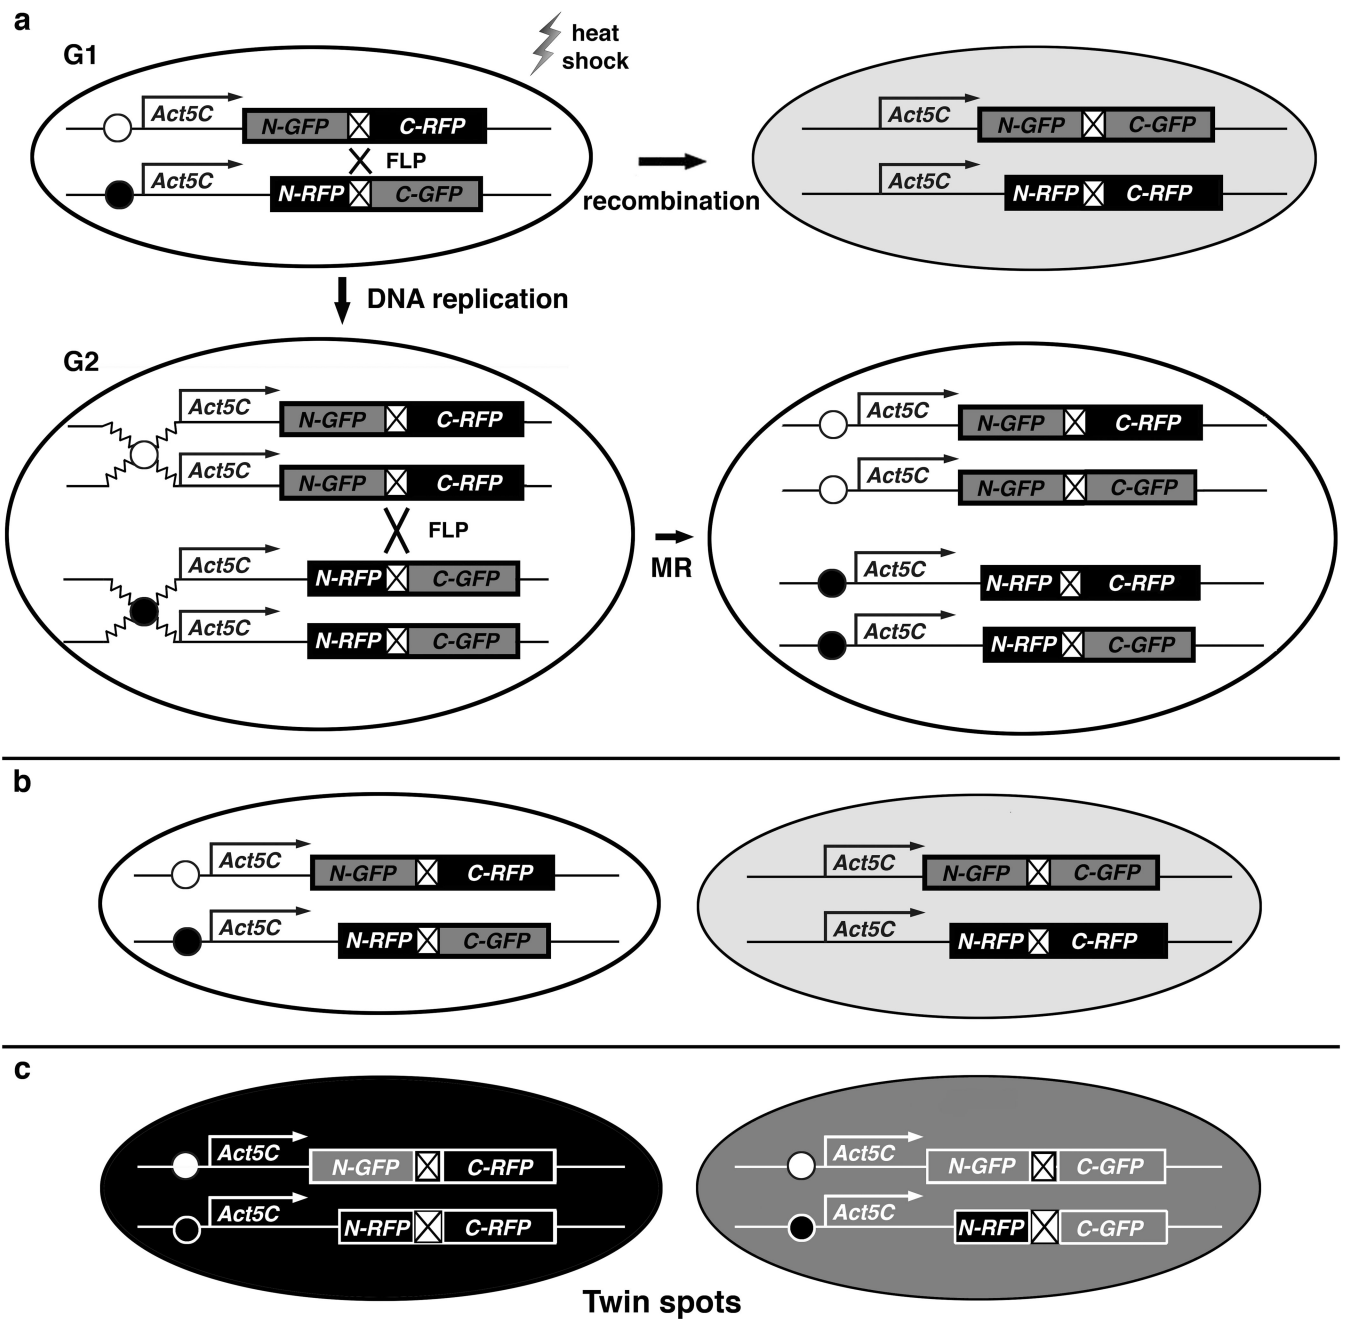 a
G1
heat
shock
Act5C
N-GFP
C-RFP
FLP
Act5C
N-RFP
C-GFP
recombination
Act5C
N-GFP
C-GFP
Act5C
N-RFP
C-RFP
DNA replication
G2
Act5C
N-GFP
C-RFP
Act5C
N-GFP
C-RFP
FLP
Act5C
N-RFP
C-GFP
Act5C
N-RFP
C-GFP
MR
Act5C
N-GFP
C-RFP
Act5C
N-GFP
C-GFP
Act5C
N-RFP
C-RFP
Act5C
N-RFP
C-GFP
b
Act5C
N-GFP
C-RFP
Act5C
N-RFP
C-GFP
Act5C
N-GFP
C-GFP
Act5C
N-RFP
C-RFP
c
Act5C
N-GFP
C-RFP
Act5C
N-RFP
C-RFP
Act5C
N-GFP
C-GFP
Act5C
N-RFP
C-GFP
Twin spots